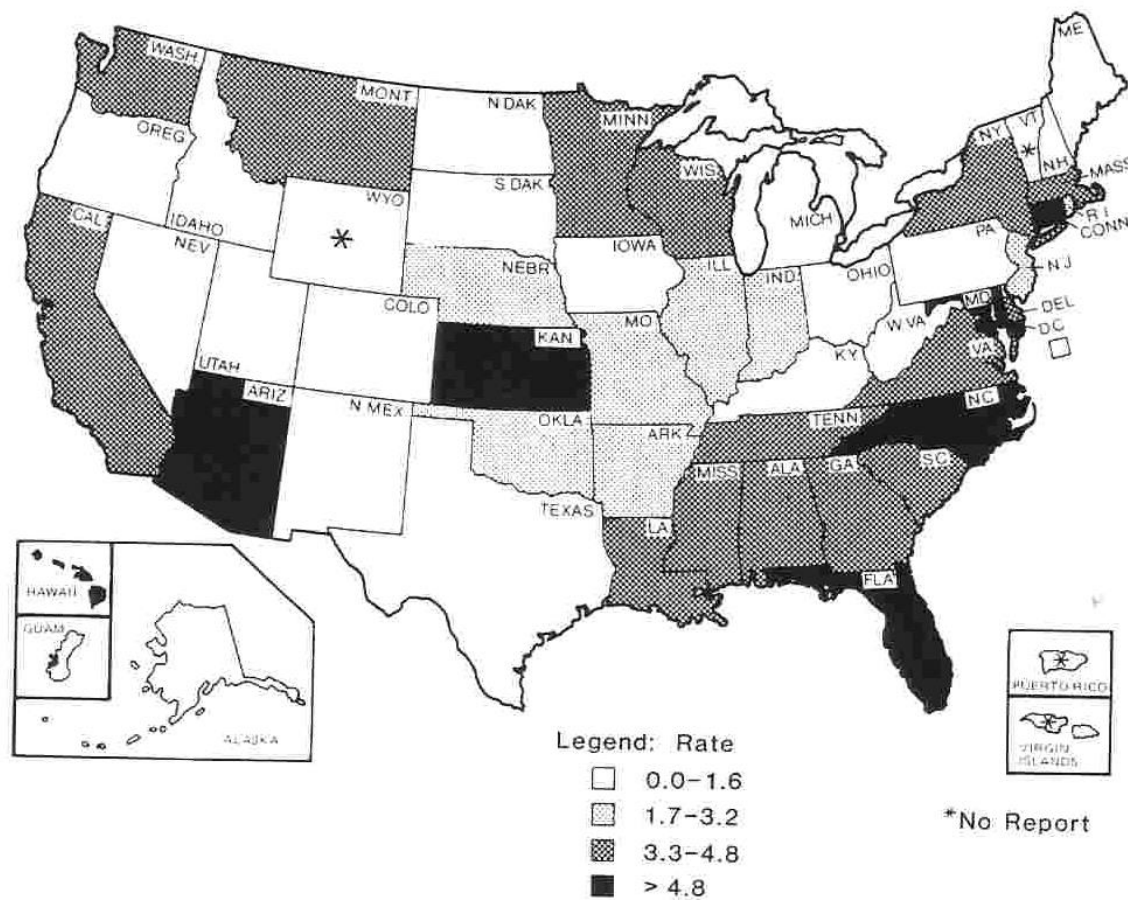 ME
WASH
MONT
N DAK
MINN
VT
*
NY
N.H.
MASS
OREG
WYO
*
S DAK
WIS
MICH
R I
CONN
IDAHO
CAL
NEV
IOWA
PA
NEBR
ILL
IND
OHIO
N J
COLO
MO
W VA
MD
DEL
DC
KAN
KY
VA
UTAH
ARIZ
N MEX
OKLA
TENN
NC
ARK
MISS
ALA
GA
S C
TEXAS
LA
FLA
HAWAII
GUAM
ALASKA
*
PUERTO RICO
*
VIRGIN
ISLANDS
Legend: Rate
0.0-1.6
1.7-3.2
3.3-4.8
> 4.8
*No Report